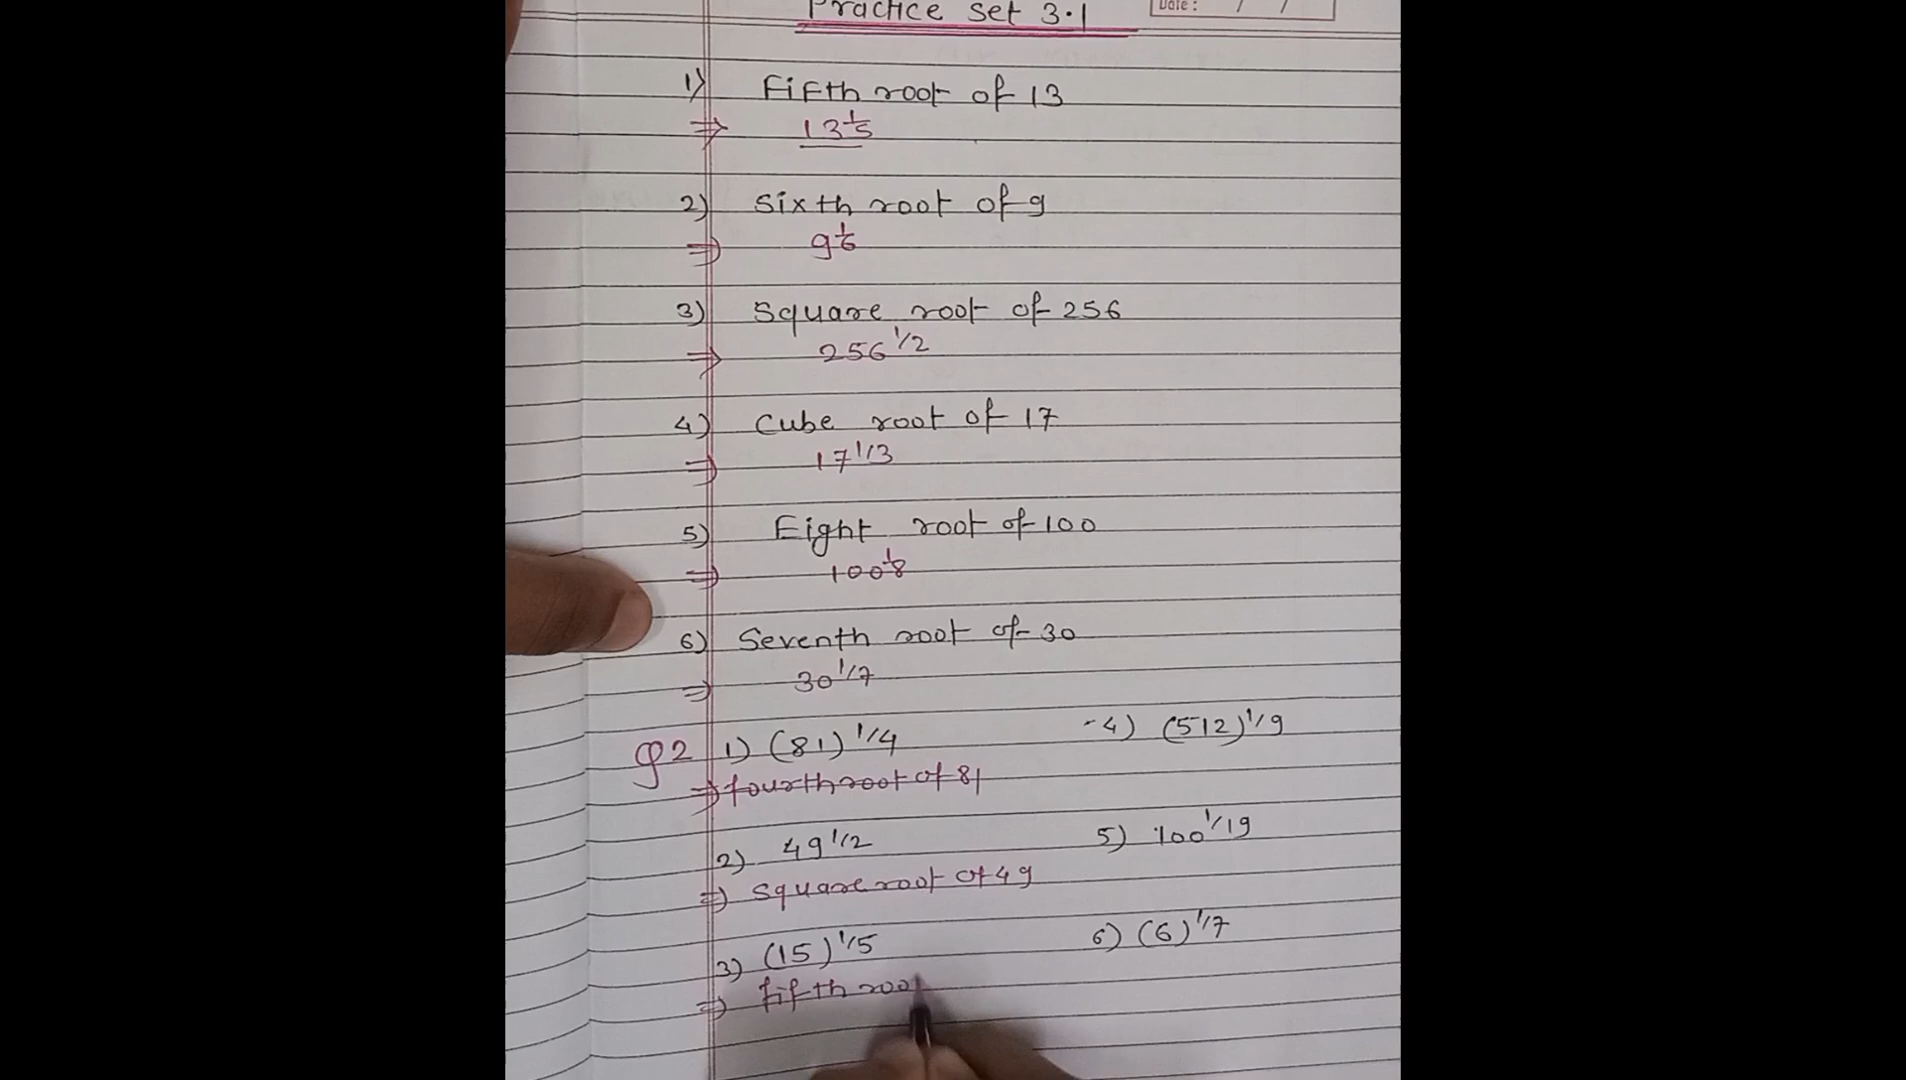 Practice set 3.1
Date: / /
1) Fifth root of 13
⇒ 13^1/5
2) Sixth root of 9
⇒ 9^1/6
3) Square root of 256
⇒ 256^1/2
4) Cube root of 17
⇒ 17^1/3
5) Eight root of 100
⇒ 100^1/8
6) Seventh root of 30
⇒ 30^1/7
Q2 1) (81)^1/4
⇒ fourth root of 81
2) 49^1/2
⇒ Square root of 49
3) (15)^1/5
⇒ fifth root
4) (512)^1/9
5) 100^1/19
6) (6)^1/7